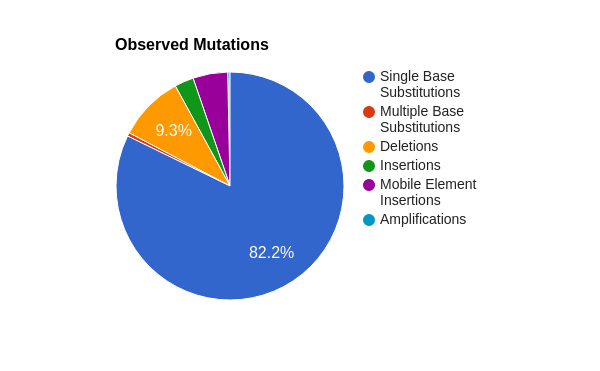 Observed Mutations
9.3%
82.2%
Single Base
Substitutions
Multiple Base
Substitutions
Deletions
Insertions
Mobile Element
Insertions
Amplifications